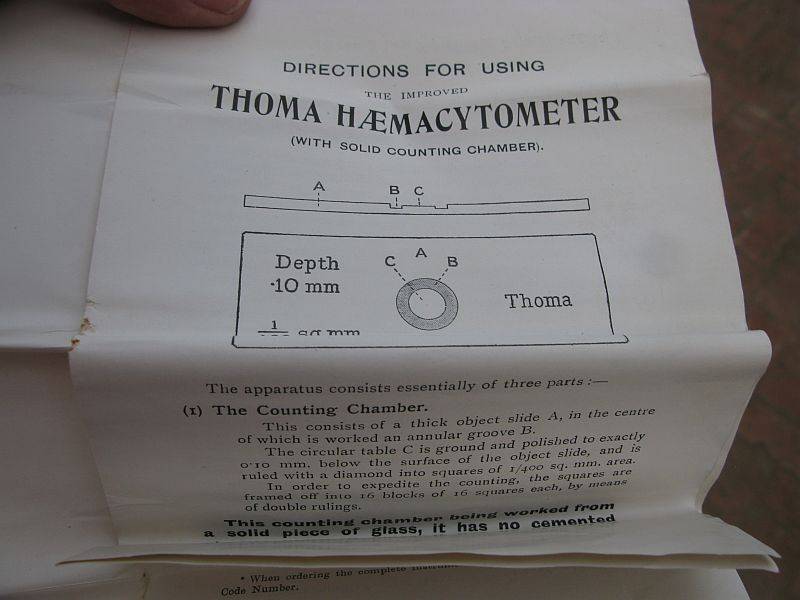 DIRECTIONS FOR USING
THE IMPROVED
THOMA HÆMACYTOMETER
(WITH SOLID COUNTING CHAMBER).
A B C
A
C B
Depth
·10 mm
Thoma
1
sq mm
The apparatus consists essentially of three parts :—
(1) The Counting Chamber.
This consists of a thick object slide A, in the centre
of which is worked an annular groove B.
The circular table C is ground and polished to exactly
0·10 mm. below the surface of the object slide, and is
ruled with a diamond into squares of 1/400 sq. mm. area.
In order to expedite the counting, the squares are
framed off into 16 blocks of 16 squares each, by means
of double rulings.
This counting chamber being worked from
a solid piece of glass, it has no cemented
* When ordering the complete
Code Number.